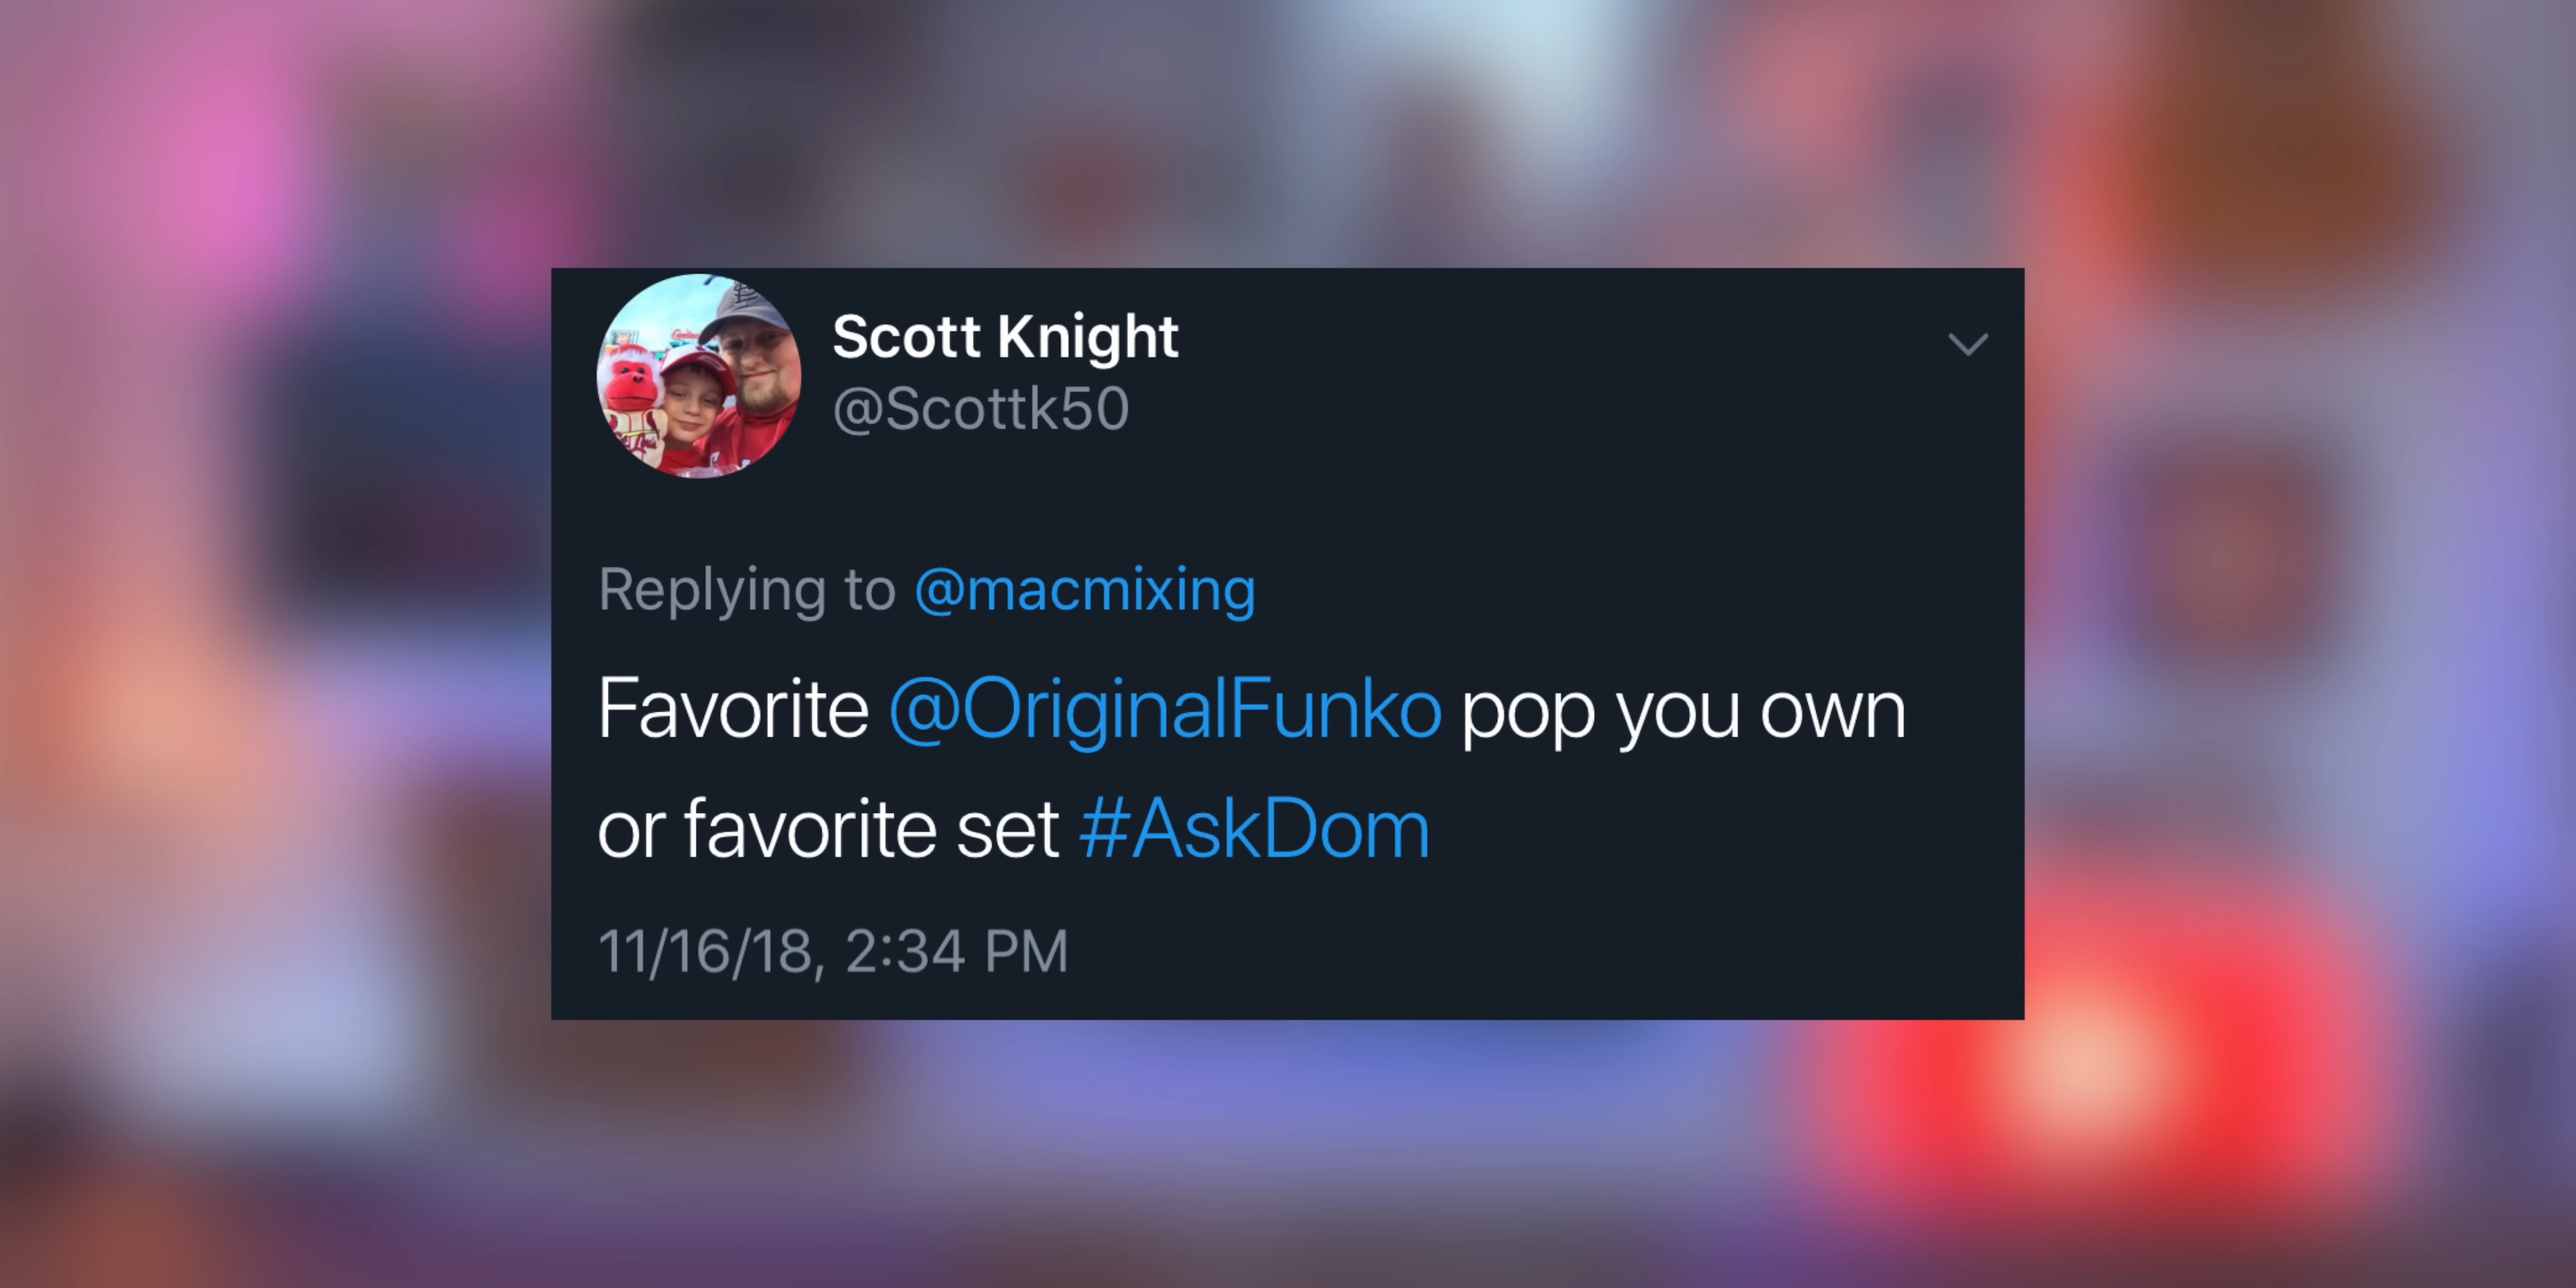 Scott Knight
@Scottk50
Replying to @macmixing
Favorite @OriginalFunko pop you own
or favorite set #AskDom
11/16/18, 2:34 PM